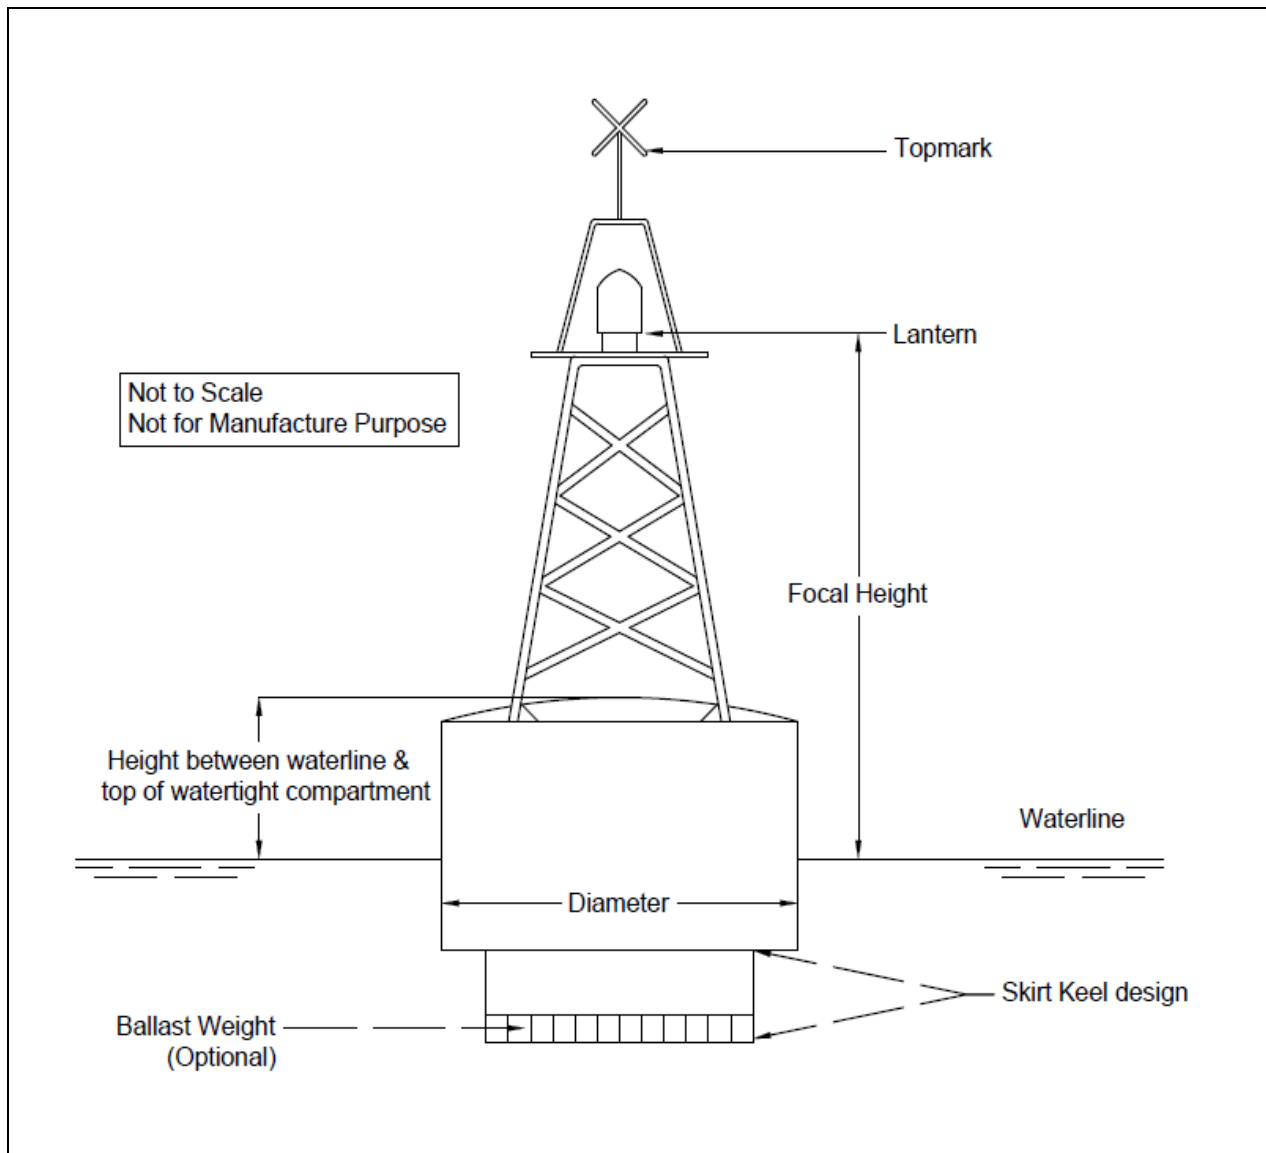 Topmark
Lantern
Not to Scale
Not for Manufacture Purpose
Focal Height
Height between waterline &
top of watertight compartment
Waterline
Diameter
Skirt Keel design
Ballast Weight
(Optional)